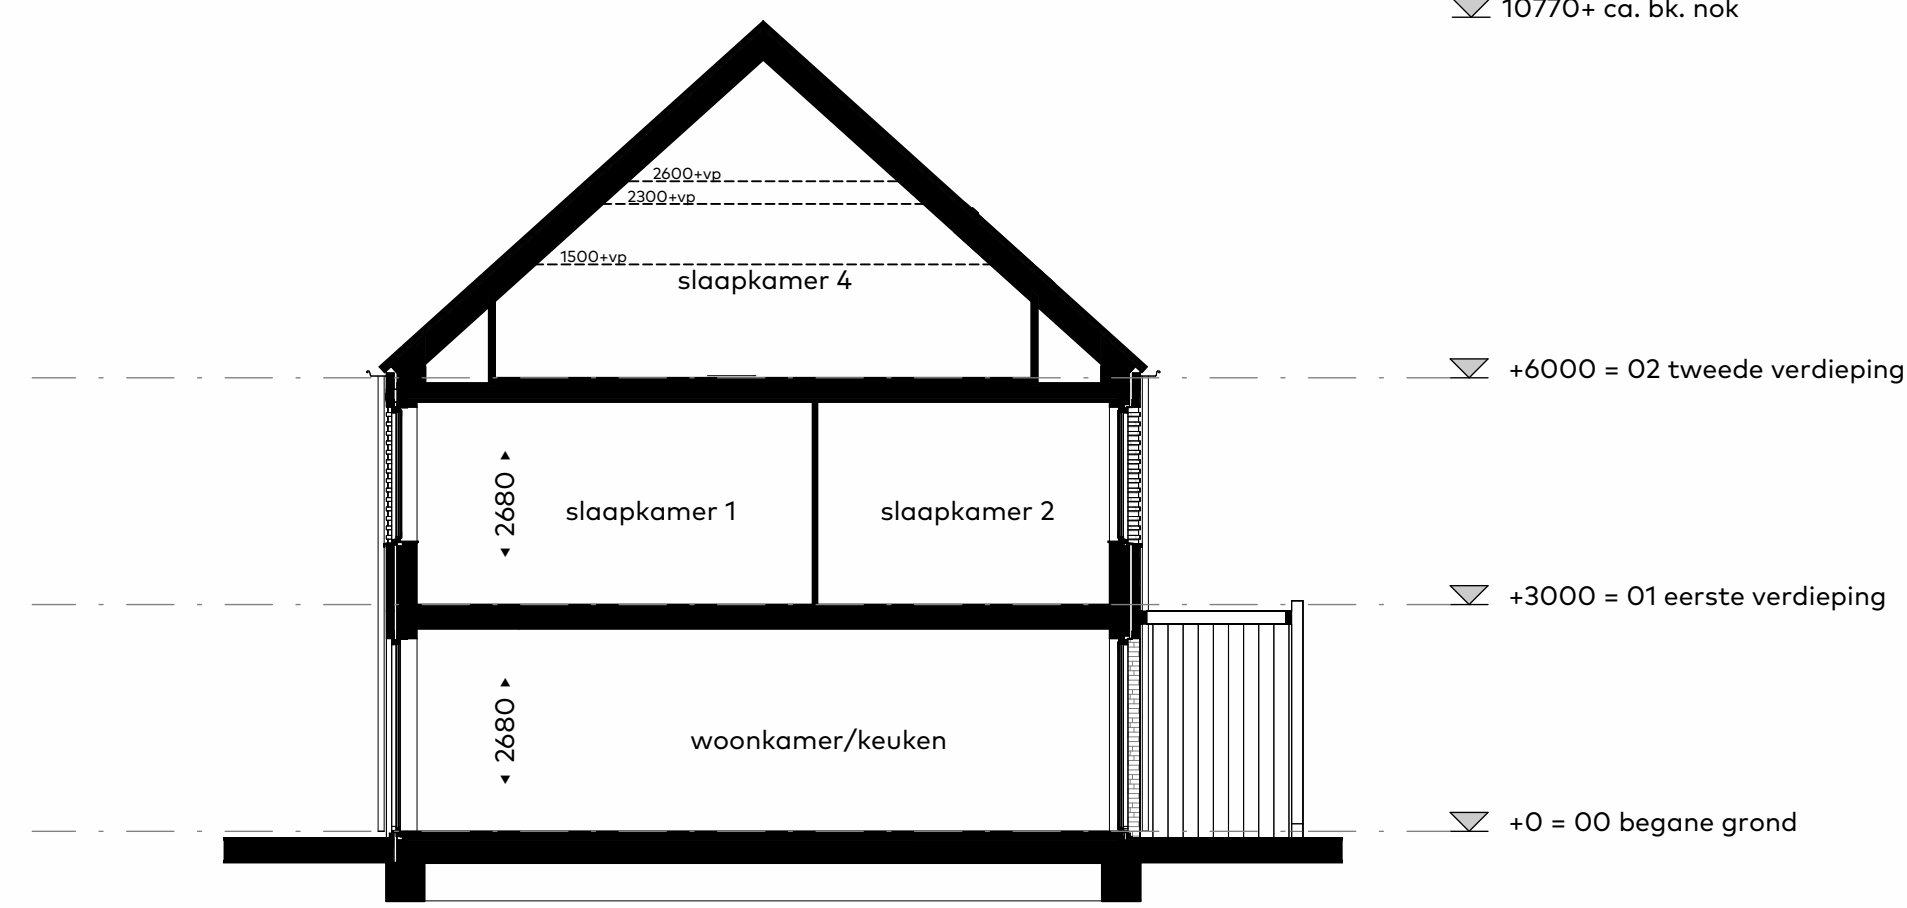 10770+ ca. bk. nok
2600+vp
2300+vp
1500+vp
slaapkamer 4
+6000 = 02 tweede verdieping
2680
slaapkamer 1
slaapkamer 2
+3000 = 01 eerste verdieping
2680
woonkamer/keuken
+0 = 00 begane grond